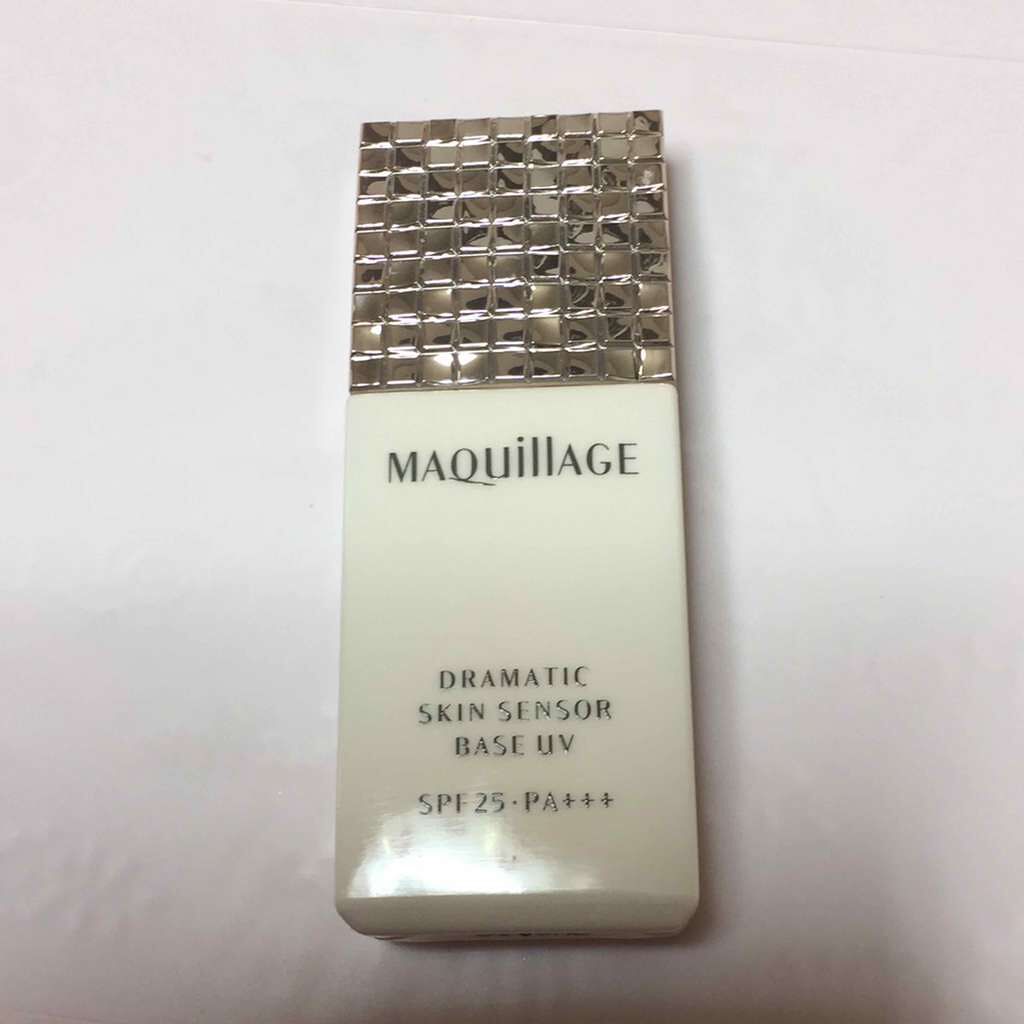 MAQuillAGE
DRAMATIC
SKIN SENSOR
BASE UV
SPF25・PA+++